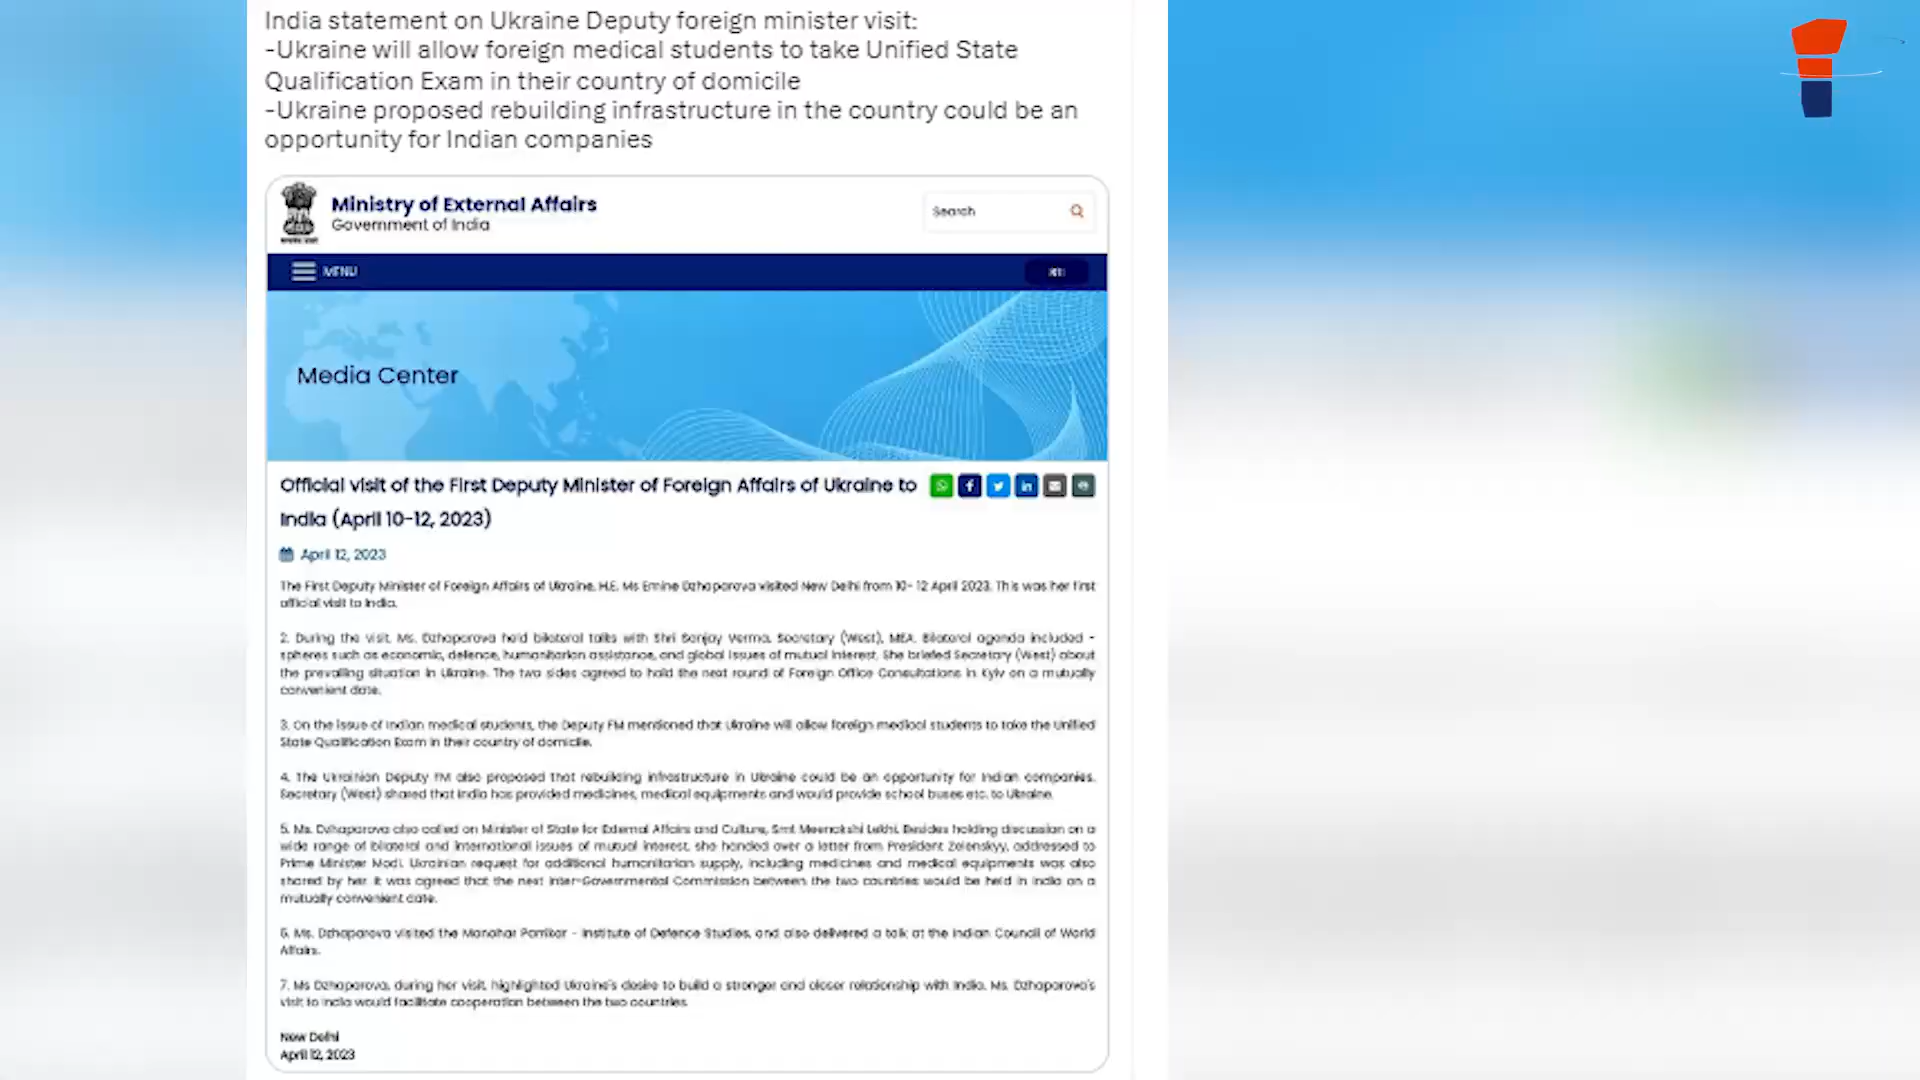 India statement on Ukraine Deputy foreign minister visit:
-Ukraine will allow foreign medical students to take Unified State
Qualification Exam in their country of domicile
-Ukraine proposed rebuilding infrastructure in the country could be an
opportunity for Indian companies
Ministry of External Affairs
Government of India
Search
MENU
Media Center
Official visit of the First Deputy Minister of Foreign Affairs of Ukraine to
India (April 10-12, 2023)
April 12, 2023
The First Deputy Minister of Foreign Affairs of Ukraine, H.E. Ms Emine Dzhaparova visited New Delhi from 10- 12 April 2023. This was her first
official visit to India.
2. During the visit, Ms. Dzhaparova held bilateral talks with Shri Sanjay Verma, Secretary (West), MEA. Bilateral agenda included -
spheres such as economic, defence, humanitarian assistance, and global issues of mutual interest. She briefed Secretary (West) about
the prevailing situation in Ukraine. The two sides agreed to hold the next round of Foreign Office Consultations in Kyiv on a mutually
convenient date.
3. On the issue of Indian medical students, the Deputy FM mentioned that Ukraine will allow foreign medical students to take the Unified
State Qualification Exam in their country of domicile.
4. The Ukrainian Deputy FM also proposed that rebuilding infrastructure in Ukraine could be an opportunity for Indian companies.
Secretary (West) shared that India has provided medicines, medical equipments and would provide school buses etc. to Ukraine.
5. Ms. Dzhaparova also called on Minister of State for External Affairs and Culture, Smt Meenakshi Lekhi. Besides holding discussion on a
wide range of bilateral and international issues of mutual interest, she handed over a letter from President Zelenskyy, addressed to
Prime Minister Modi. Ukrainian request for additional humanitarian supply, including medicines and medical equipments was also
shared by her. It was agreed that the next Inter-Governmental Commission between the two countries would be held in India on a
mutually convenient date.
6. Ms. Dzhaparova visited the Manohar Parrikar - Institute of Defence Studies, and also delivered a talk at the Indian Council of World
Affairs.
7. Ms Dzhaparova, during her visit, highlighted Ukraine's desire to build a stronger and closer relationship with India. Ms. Dzhaparova's
visit to India would facilitate cooperation between the two countries.
New Delhi
April 12, 2023